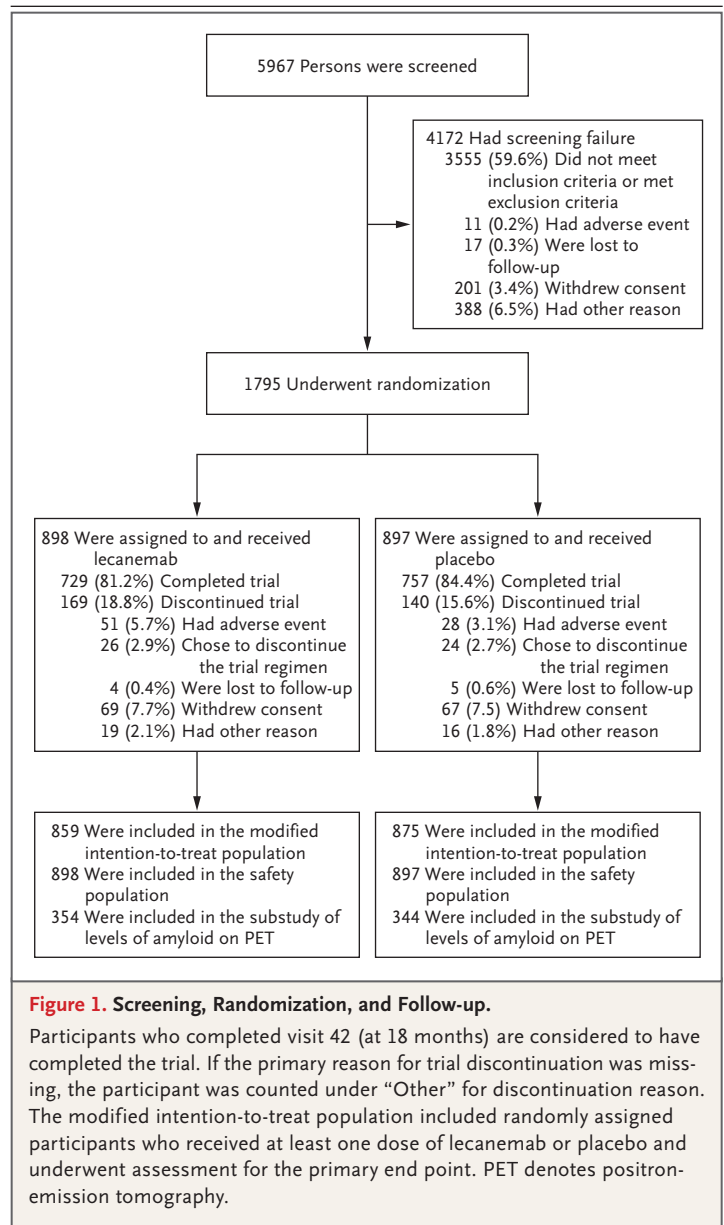 5967 Persons were screened
4172 Had screening failure
3555 (59.6%) Did not meet
inclusion criteria or met
exclusion criteria
11 (0.2%) Had adverse event
17 (0.3%) Were lost to
follow-up
201 (3.4%) Withdrew consent
388 (6.5%) Had other reason
1795 Underwent randomization
898 Were assigned to and received
lecanemab
729 (81.2%) Completed trial
169 (18.8%) Discontinued trial
51 (5.7%) Had adverse event
26 (2.9%) Chose to discontinue
the trial regimen
4 (0.4%) Were lost to follow-up
69 (7.7%) Withdrew consent
19 (2.1%) Had other reason
897 Were assigned to and received
placebo
757 (84.4%) Completed trial
140 (15.6%) Discontinued trial
28 (3.1%) Had adverse event
24 (2.7%) Chose to discontinue
the trial regimen
5 (0.6%) Were lost to follow-up
67 (7.5) Withdrew consent
16 (1.8%) Had other reason
859 Were included in the modified
intention-to-treat population
898 Were included in the safety
population
354 Were included in the substudy of
levels of amyloid on PET
875 Were included in the modified
intention-to-treat population
897 Were included in the safety
population
344 Were included in the substudy of
levels of amyloid on PET
Figure 1. Screening, Randomization, and Follow-up.
Participants who completed visit 42 (at 18 months) are considered to have
completed the trial. If the primary reason for trial discontinuation was miss-
ing, the participant was counted under “Other” for discontinuation reason.
The modified intention-to-treat population included randomly assigned
participants who received at least one dose of lecanemab or placebo and
underwent assessment for the primary end point. PET denotes positron-
emission tomography.